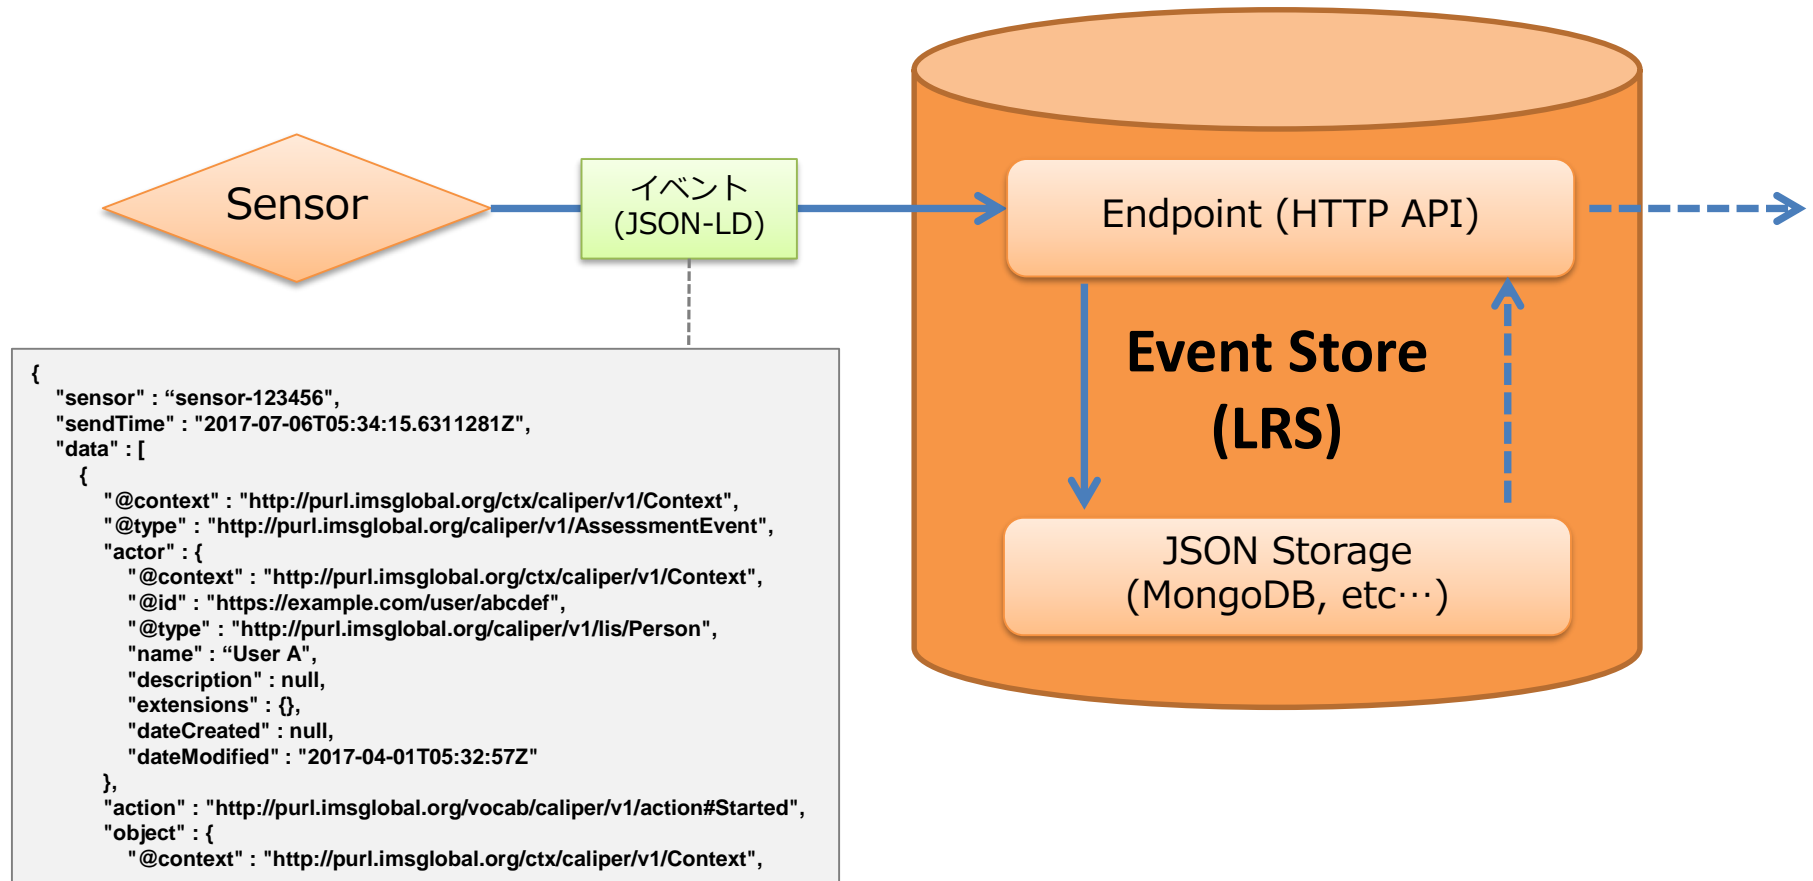 Sensor
イベント
(JSON-LD)
Endpoint (HTTP API)
Event Store
(LRS)
JSON Storage
(MongoDB, etc…)
{
"sensor" : “sensor-123456",
"sendTime" : "2017-07-06T05:34:15.6311281Z",
"data" : [
{
"@context" : "http://purl.imsglobal.org/ctx/caliper/v1/Context",
"@type" : "http://purl.imsglobal.org/caliper/v1/AssessmentEvent",
"actor" : {
"@context" : "http://purl.imsglobal.org/ctx/caliper/v1/Context",
"@id" : "https://example.com/user/abcdef",
"@type" : "http://purl.imsglobal.org/caliper/v1/lis/Person",
"name" : “User A",
"description" : null,
"extensions" : {},
"dateCreated" : null,
"dateModified" : "2017-04-01T05:32:57Z"
},
"action" : "http://purl.imsglobal.org/vocab/caliper/v1/action#Started",
"object" : {
"@context" : "http://purl.imsglobal.org/ctx/caliper/v1/Context",